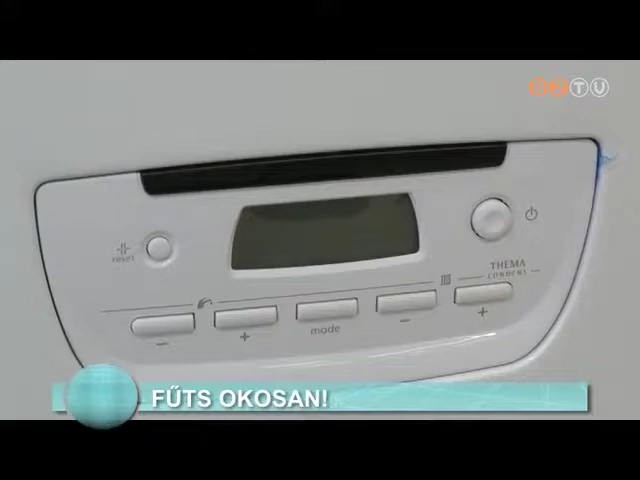 reset
THEMA
CONDENS
−
+
mode
−
+
FŰTS OKOSAN!